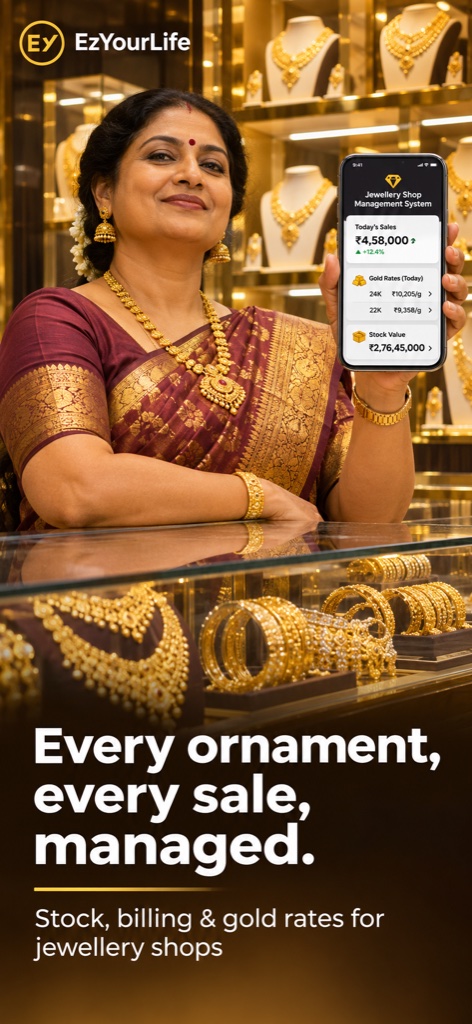 EY EzYourLife
9:41
Jewellery Shop
Management System
Today's Sales
₹4,58,000
+12.4%
Gold Rates (Today)
24K ₹10,205/g
22K ₹9,358/g
Stock Value
₹2,76,45,000
Every ornament,
every sale,
managed.
Stock, billing & gold rates for
jewellery shops